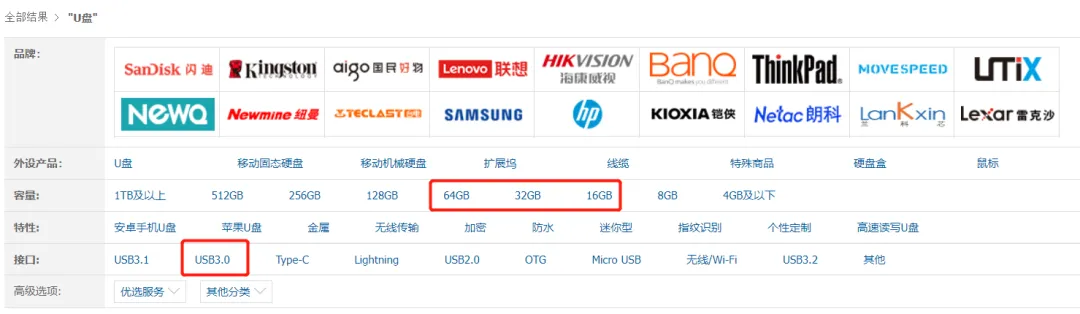 全部结果 > "U盘"
品牌:
SanDisk 闪迪 Kingston TECHNOLOGY aigo 国民好物 Lenovo 联想 HIKVISION 海康威视 BanQ BanQ makes you different ThinkPad MOVESPEED UTiX
NEWQ Newmine 纽曼 TECLAST SAMSUNG hp KIOXIA 铠侠 Netac 朗科 LanKxin 兰科芯 Lexar 雷克沙
外设产品: U盘 移动固态硬盘 移动机械硬盘 扩展坞 线缆 特殊商品 硬盘盒 鼠标
容量: 1TB及以上 512GB 256GB 128GB 64GB 32GB 16GB 8GB 4GB及以下
特性: 安卓手机U盘 苹果U盘 金属 无线传输 加密 防水 迷你型 指纹识别 个性定制 高速读写U盘
接口: USB3.1 USB3.0 Type-C Lightning USB2.0 OTG Micro USB 无线/Wi-Fi USB3.2 其他
高级选项: 优选服务 其他分类